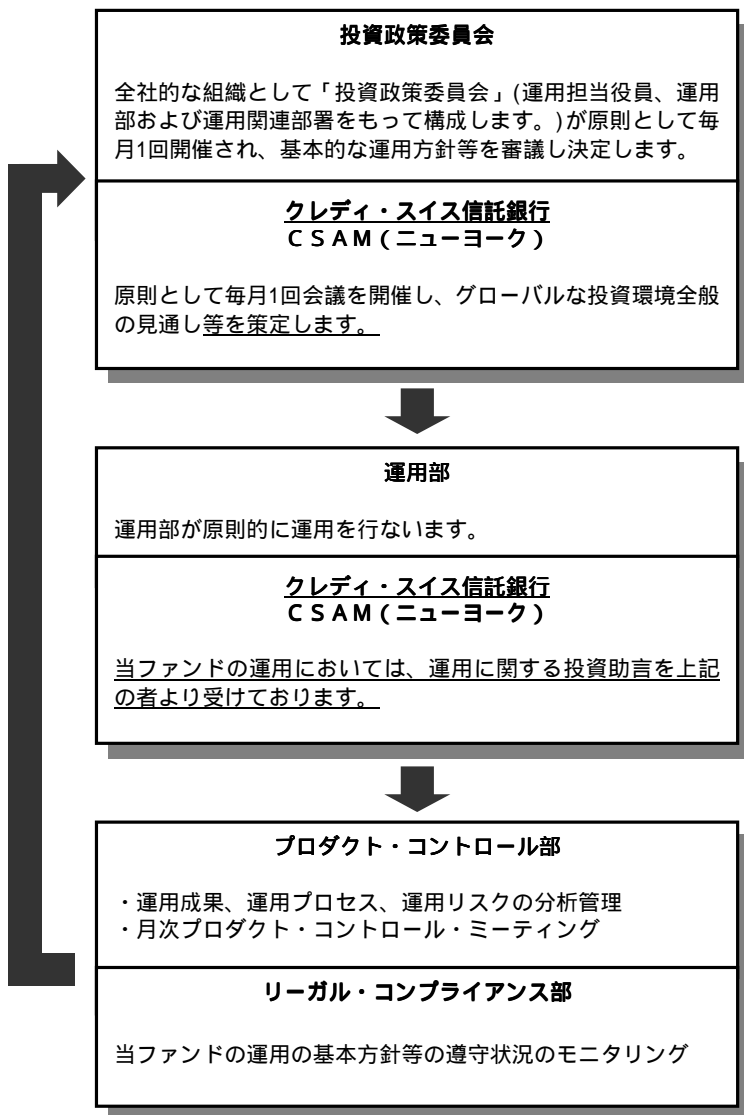 投資政策委員会
全社的な組織として「投資政策委員会」(運用担当役員、運用
部および運用関連部署をもって構成します。)が原則として毎
月1回開催され、基本的な運用方針等を審議し決定します。
クレディ・スイス信託銀行
ＣＳＡＭ（ニューヨーク）
原則として毎月1回会議を開催し、グローバルな投資環境全般
の見通し等を策定します。
運用部
運用部が原則的に運用を行ないます。
クレディ・スイス信託銀行
ＣＳＡＭ（ニューヨーク）
当ファンドの運用においては、運用に関する投資助言を上記
の者より受けております。
プロダクト・コントロール部
・運用成果、運用プロセス、運用リスクの分析管理
・月次プロダクト・コントロール・ミーティング
リーガル・コンプライアンス部
当ファンドの運用の基本方針等の遵守状況のモニタリング